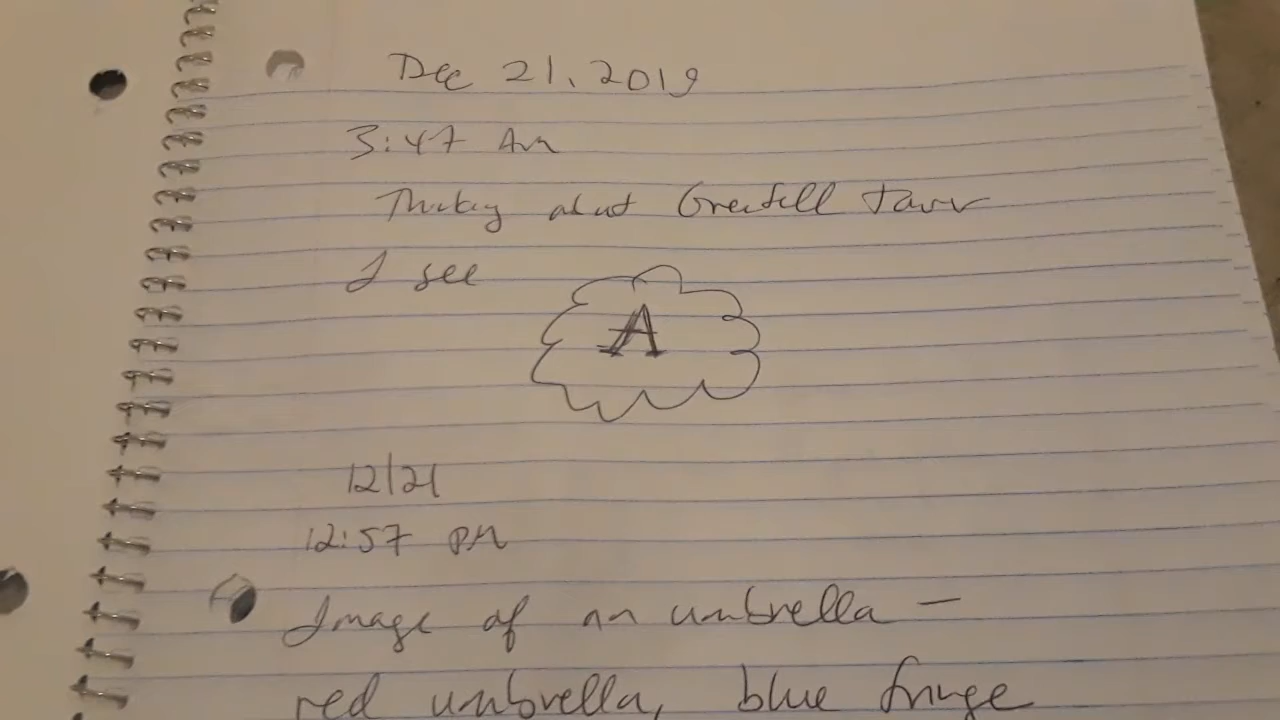 Dec 21, 2019
3:47 AM
Thinking about Grenfell Tower
I see
A
12/21
12:57 PM
Image of an umbrella —
red umbrella, blue fringe